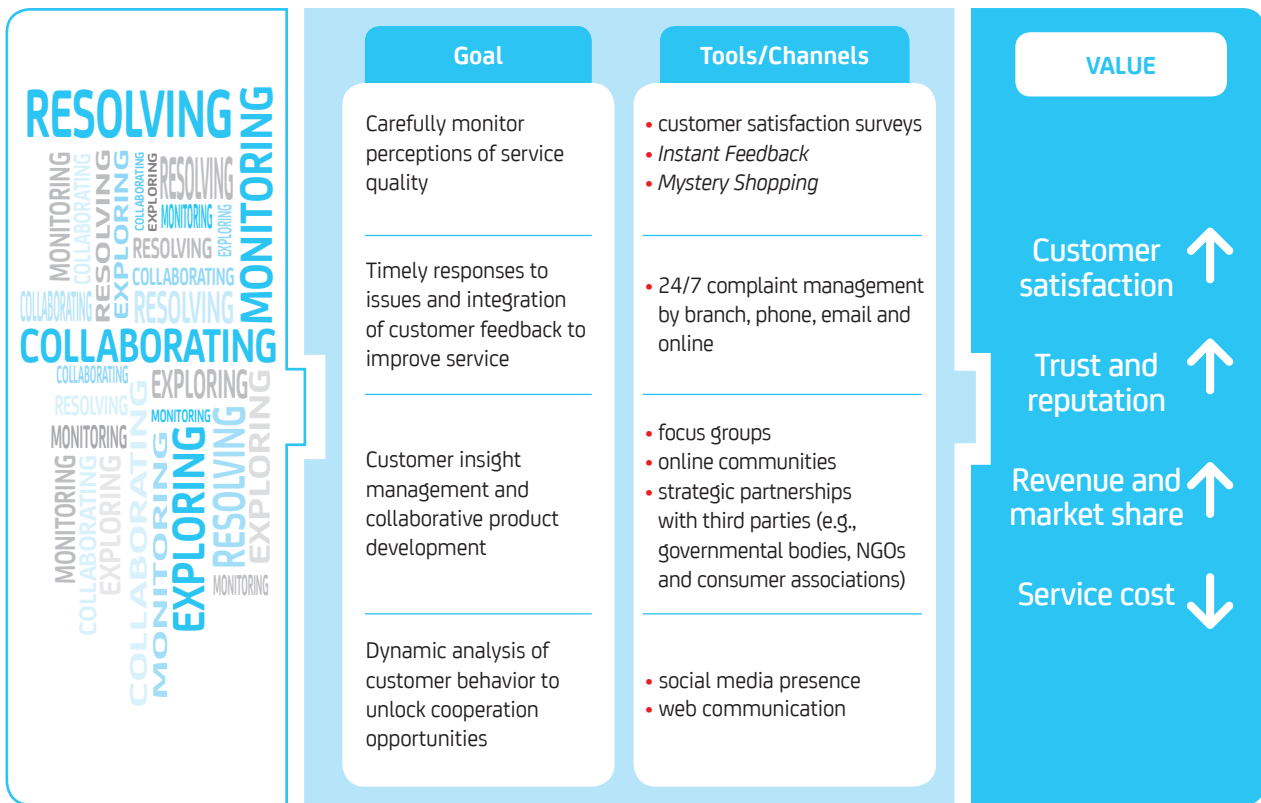 RESOLVING
MONITORING
MONITORING
COLLABORATING
RESOLVING
EXPLORING
COLLABORATING
EXPLORING
RESOLVING
MONITORING
EXPLORING
RESOLVING
COLLABORATING
COLLABORATING
RESOLVING
COLLABORATING
COLLABORATING
EXPLORING
EXPLORING
RESOLVING
COLLABORATING
MONITORING
RESOLVING
MONITORING
EXPLORING
MONITORING
MONITORING
COLLABORATING
EXPLORING
MONITORING
Goal
Tools/Channels
Carefully monitor
perceptions of service
quality
• customer satisfaction surveys
• Instant Feedback
• Mystery Shopping
Timely responses to
issues and integration
of customer feedback to
improve service
• 24/7 complaint management
by branch, phone, email and
online
Customer insight
management and
collaborative product
development
• focus groups
• online communities
• strategic partnerships
with third parties (e.g.,
governmental bodies, NGOs
and consumer associations)
Dynamic analysis of
customer behavior to
unlock cooperation
opportunities
• social media presence
• web communication
VALUE
Customer
satisfaction
Trust and
reputation
Revenue and
market share
Service cost